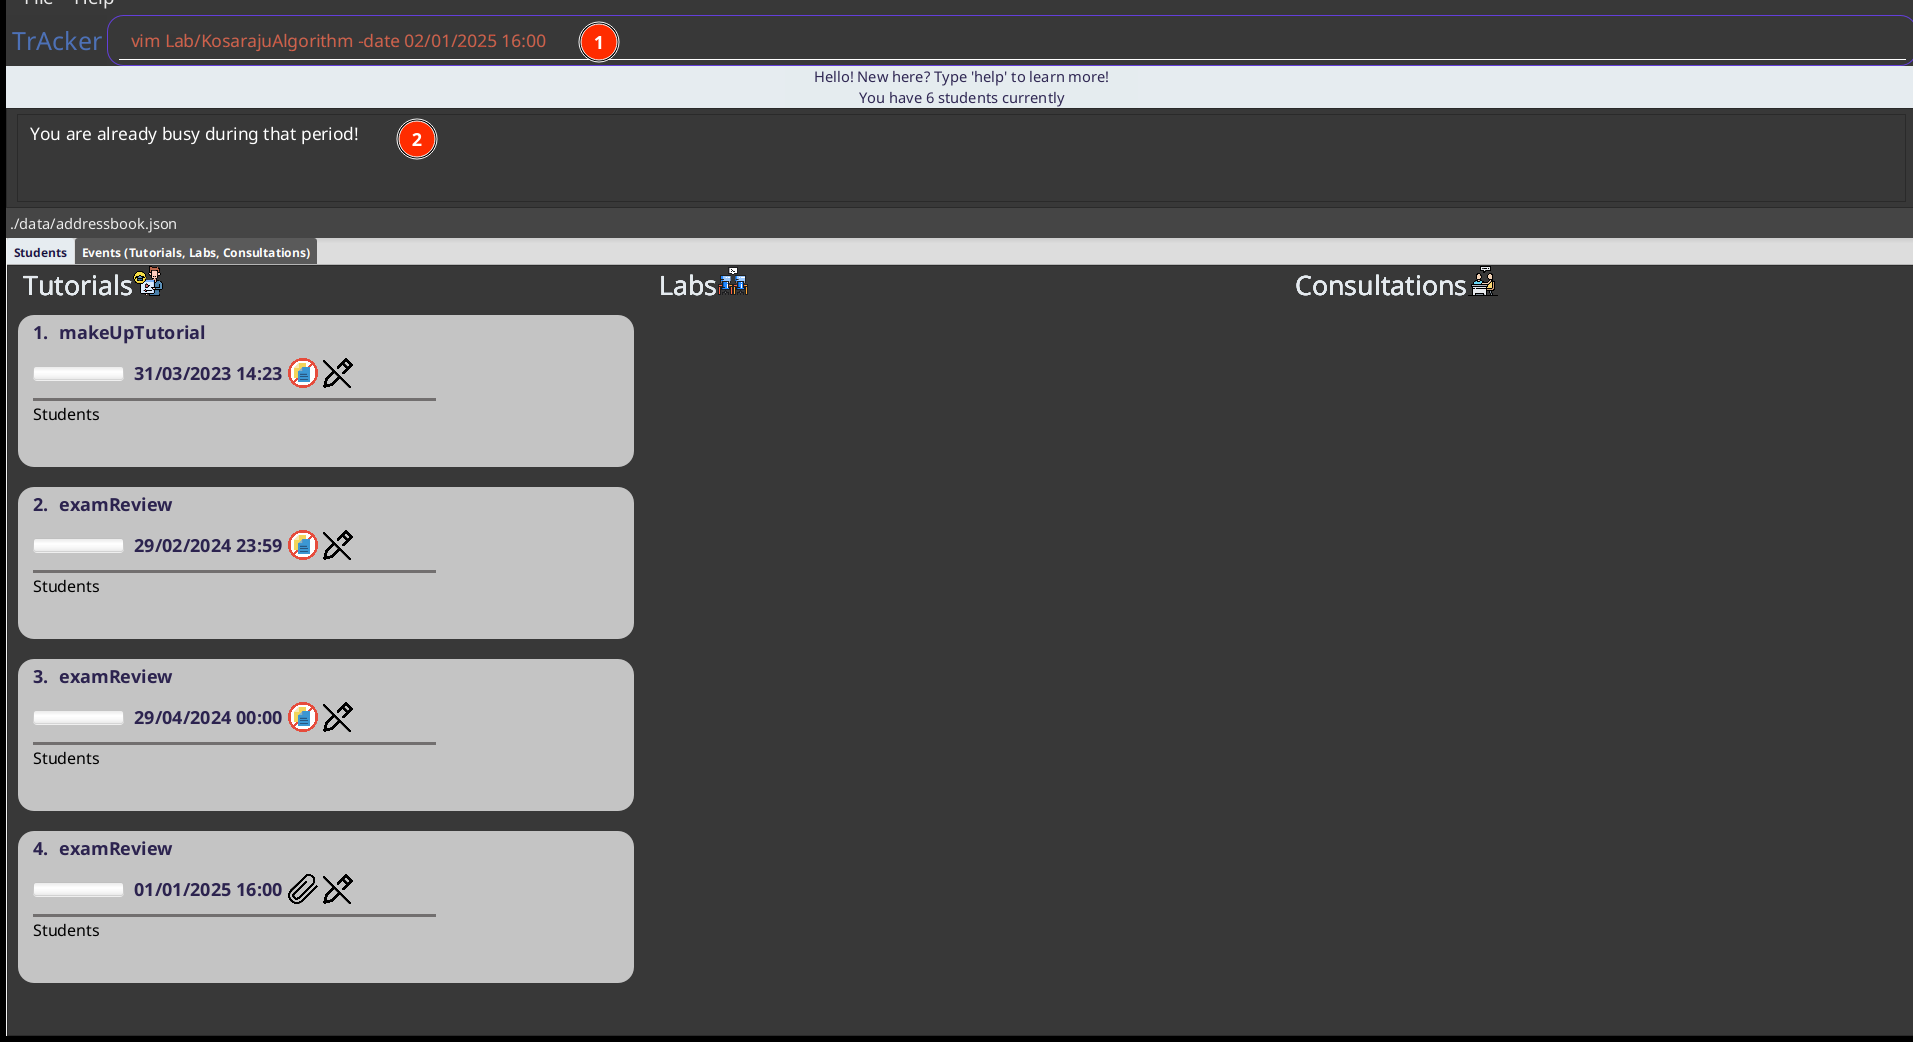 File Help
TrAcker
vim Lab/KosarajuAlgorithm -date 02/01/2025 16:00
1
Hello! New here? Type 'help' to learn more!
You have 6 students currently
You are already busy during that period!
2
./data/addressbook.json
Students
Events (Tutorials, Labs, Consultations)
Tutorials
Labs
Consultations
1. makeUpTutorial
31/03/2023 14:23
Students
2. examReview
29/02/2024 23:59
Students
3. examReview
29/04/2024 00:00
Students
4. examReview
01/01/2025 16:00
Students